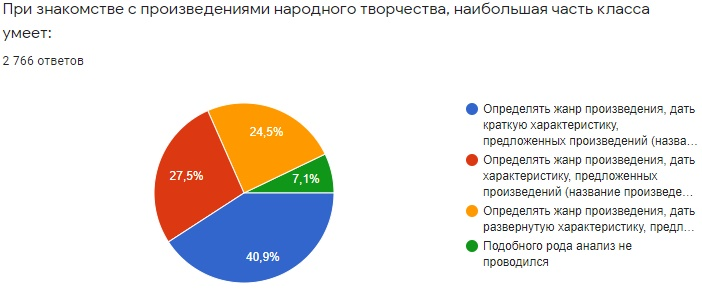 При знакомстве с произведениями народного творчества, наибольшая часть класса
умеет:
2 766 ответов
24,5%
7,1%
27,5%
40,9%
Определять жанр произведения, дать
краткую характеристику,
предложенных произведений (назва…
Определять жанр произведения, дать
характеристику, предложенных
произведений (название произведе…
Определять жанр произведения, дать
развернутую характеристику, предл…
Подобного рода анализ не
проводился